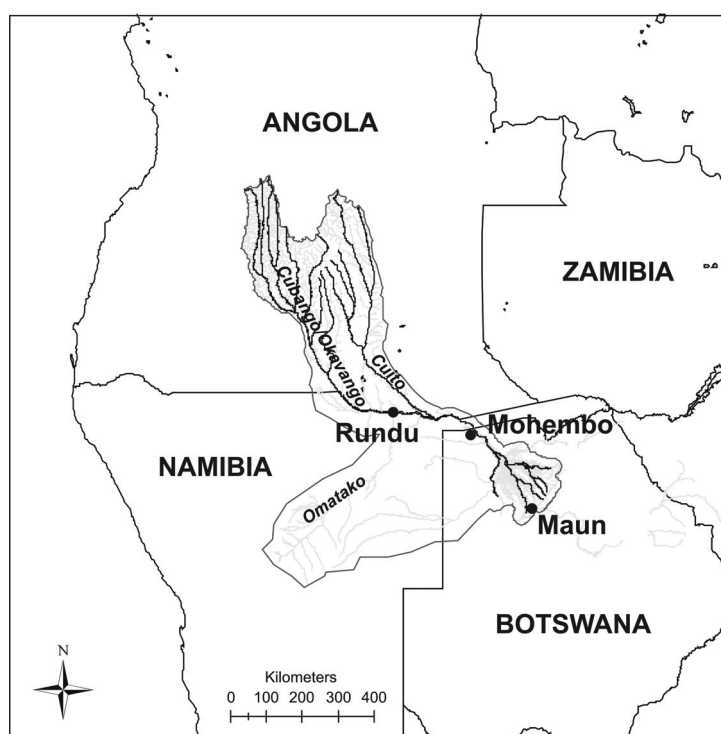 ANGOLA
ZAMIBIA
Cubango/Okavango
Cuito
Rundu
Mohembo
NAMIBIA
Omatako
Maun
BOTSWANA
N
Kilometers
0 100 200 300 400